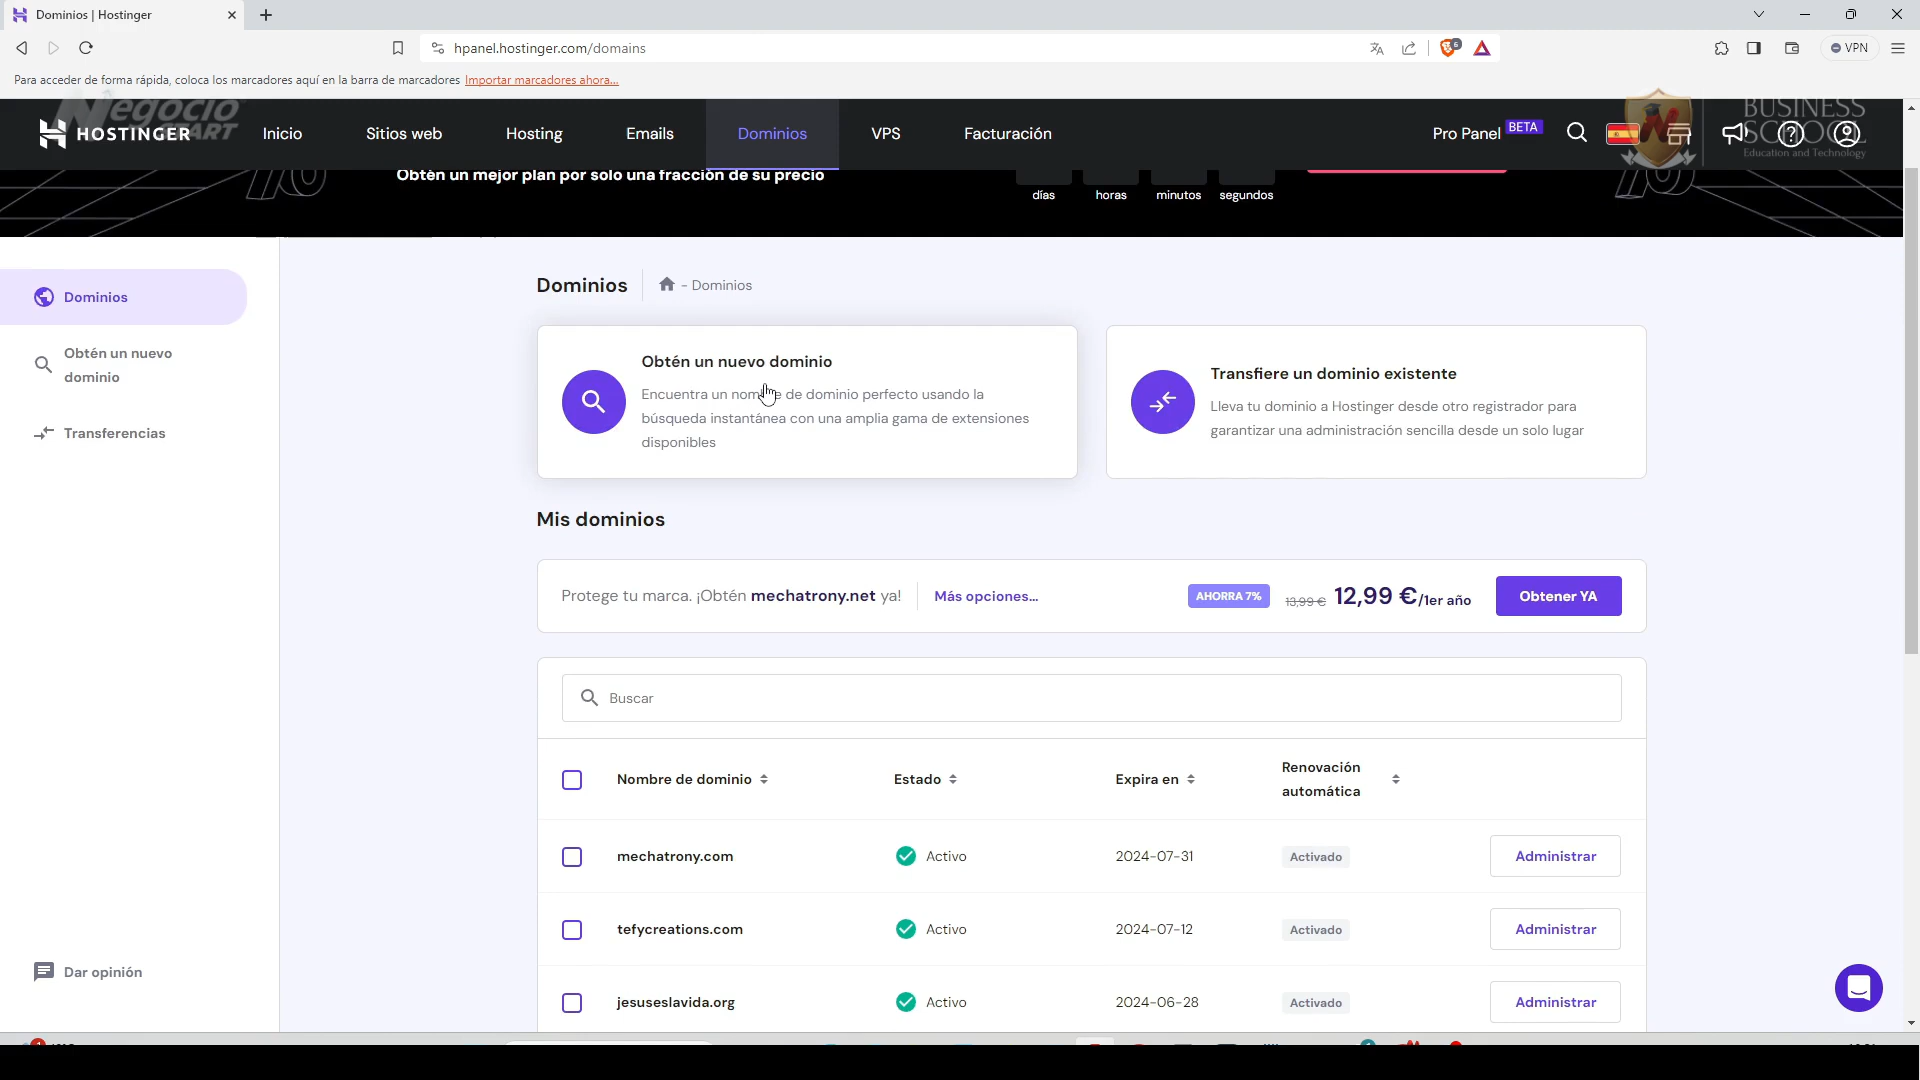 Dominios | Hostinger
hpanel.hostinger.com/domains
6
VPN
Para acceder de forma rápida, coloca los marcadores aquí en la barra de marcadores Importar marcadores ahora...
Negocio
HOSTINGER
Inicio
Sitios web
Hosting
Emails
Dominios
VPS
Facturación
Pro Panel BETA
BUSINESS
SCHOOL
Education and Technology
Obtén un mejor plan por solo una fracción de su precio
días
horas
minutos
segundos
Dominios
Obtén un nuevo
dominio
Transferencias
Dar opinión
Dominios
- Dominios
Obtén un nuevo dominio
Encuentra un nombre de dominio perfecto usando la
búsqueda instantánea con una amplia gama de extensiones
disponibles
Transfiere un dominio existente
Lleva tu dominio a Hostinger desde otro registrador para
garantizar una administración sencilla desde un solo lugar
Mis dominios
Protege tu marca. ¡Obtén mechatrony.net ya!
Más opciones...
AHORRA 7%
13,99 €
12,99 €/1er año
Obtener YA
Buscar
Nombre de dominio
Estado
Expira en
Renovación
automática
mechatrony.com
Activo
2024-07-31
Activado
Administrar
tefycreations.com
Activo
2024-07-12
Activado
Administrar
jesuseslavida.org
Activo
2024-06-28
Activado
Administrar